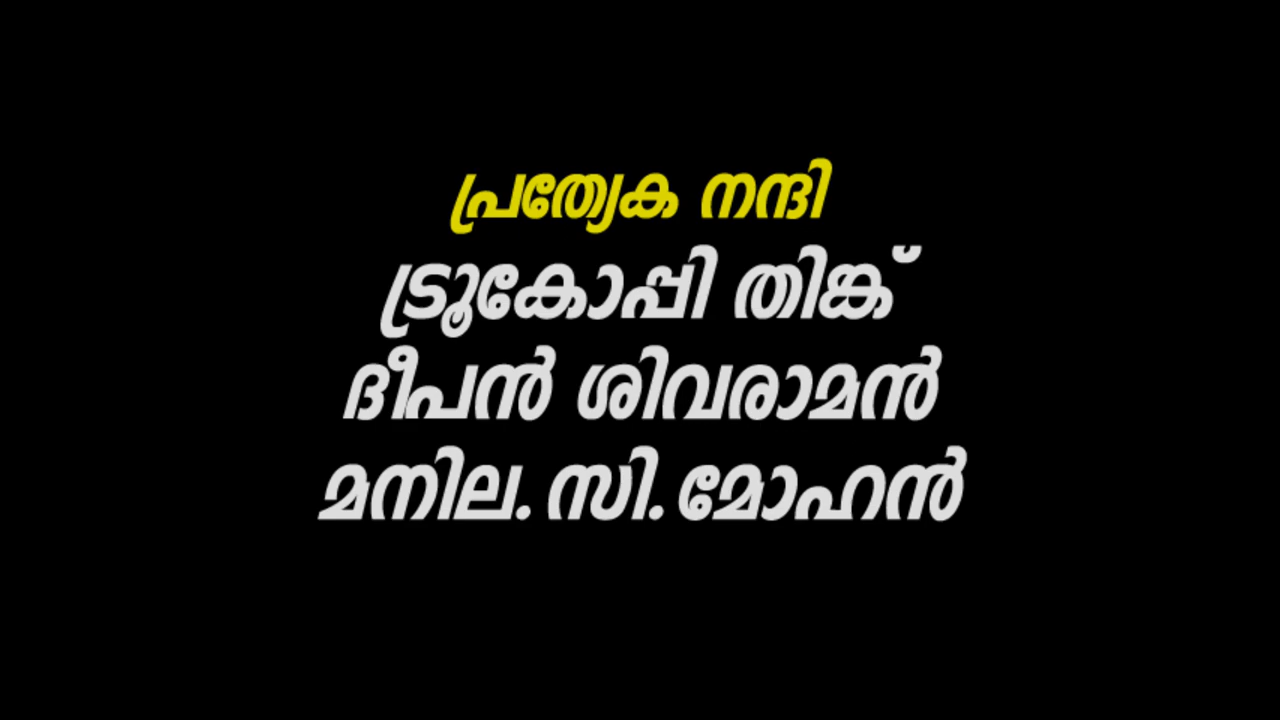 പ്രത്യേക നന്ദി
ട്രൂകോപ്പി തിങ്ക്
ദീപൻ ശിവരാമൻ
മനില.സി.മോഹൻ